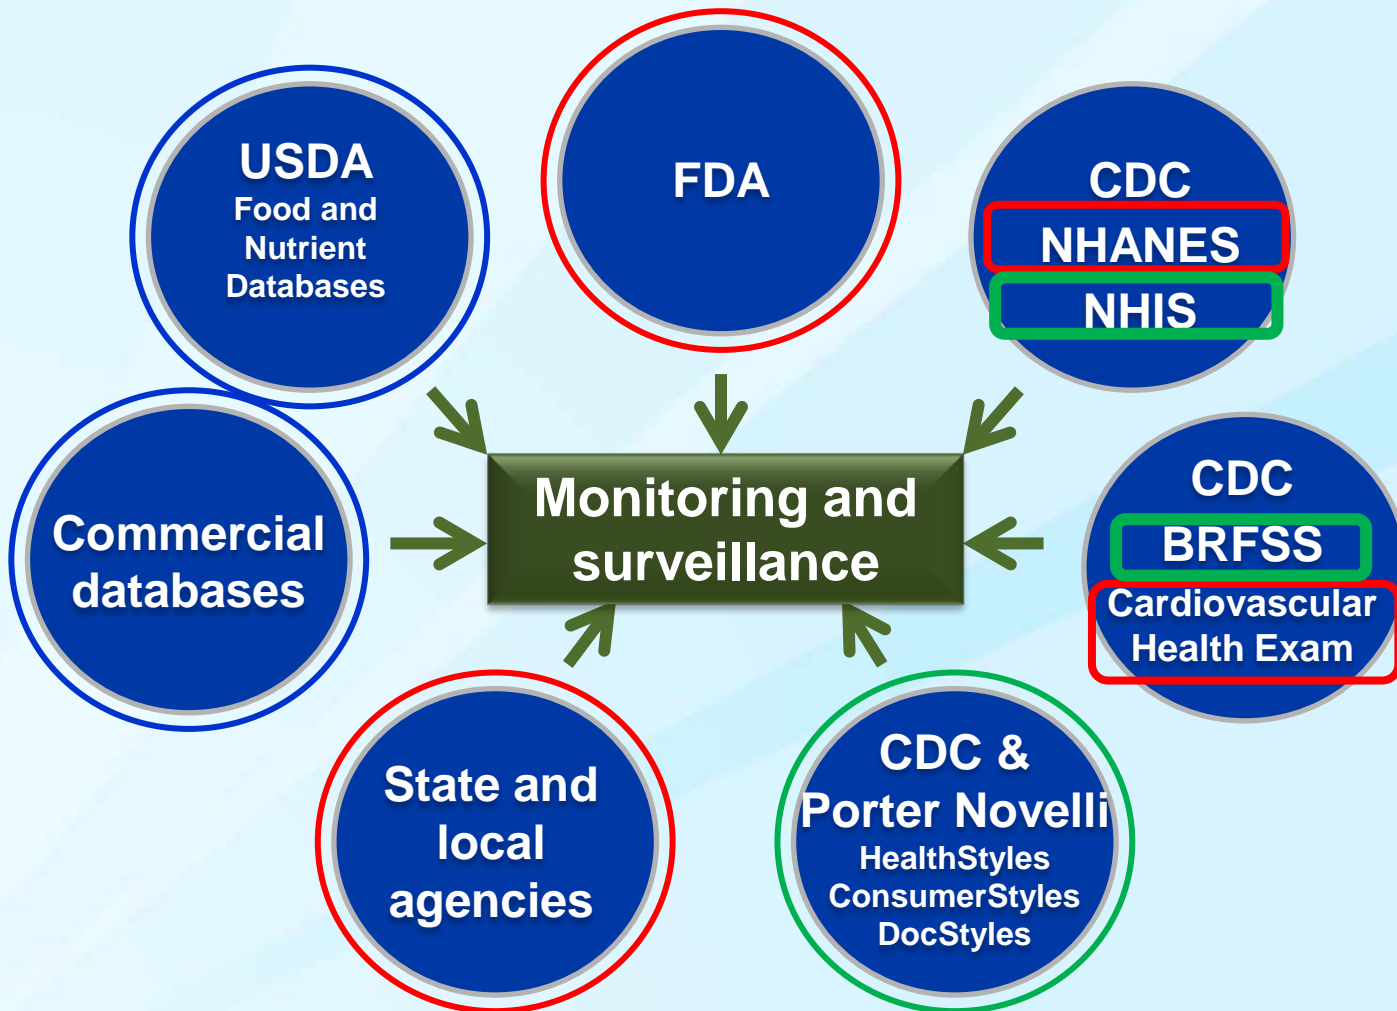 USDA
Food and
Nutrient
Databases
FDA
CDC
NHANES
NHIS
Commercial
databases
Monitoring and
surveillance
CDC
BRFSS
Cardiovascular
Health Exam
State and
local
agencies
CDC &
Porter Novelli
HealthStyles
ConsumerStyles
DocStyles